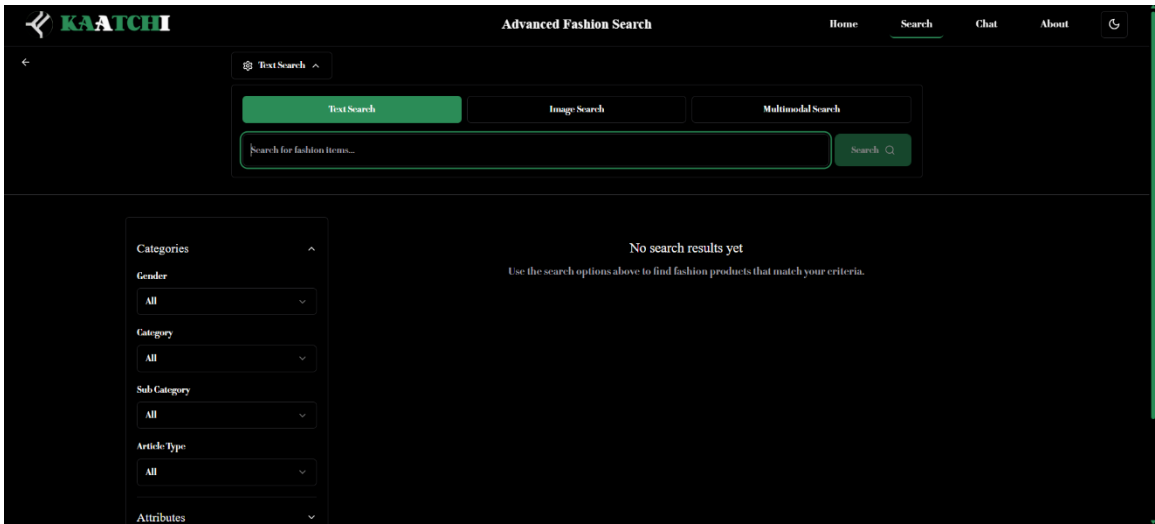 KAATCHI
Advanced Fashion Search
Home
Search
Chat
About
Text Search
Text Search
Image Search
Multimodal Search
Search for fashion items...
Search
Categories
Gender
All
Category
All
Sub Category
All
Article Type
All
Attributes
No search results yet
Use the search options above to find fashion products that match your criteria.